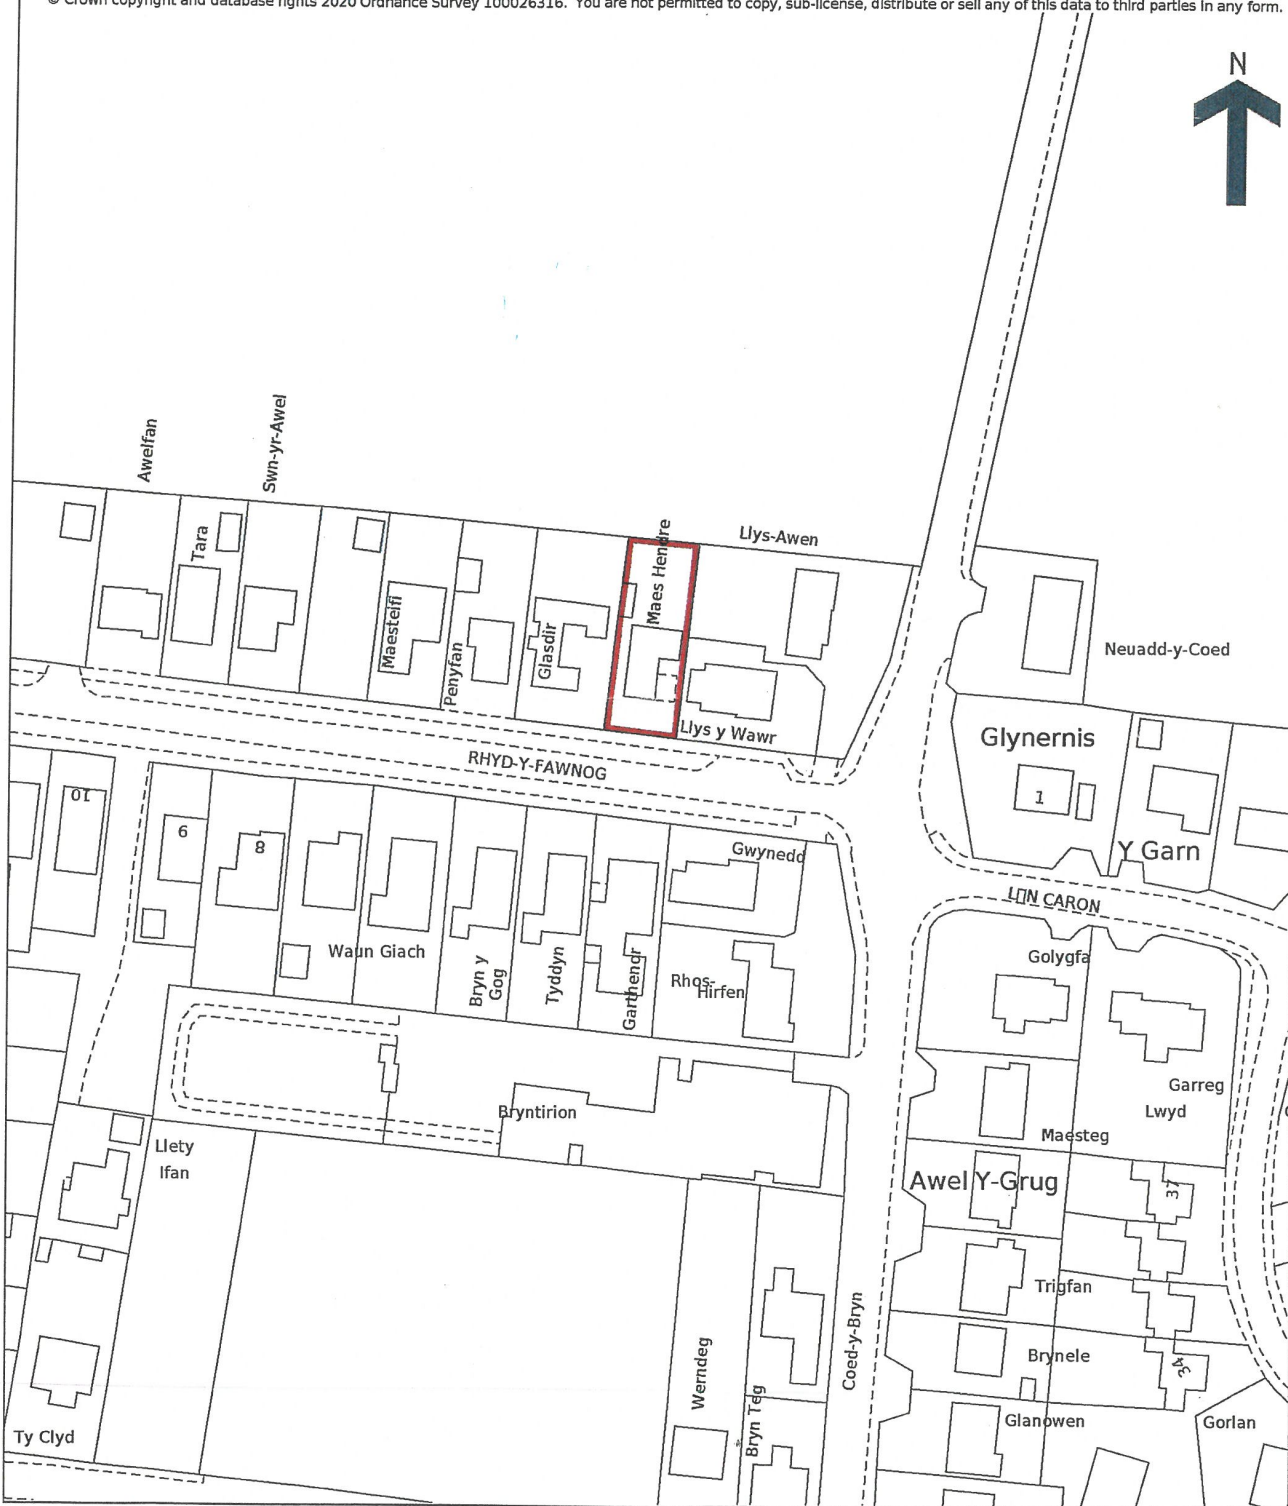 © Crown copyright and database rights 2020 Ordnance Survey 100026316. You are not permitted to copy, sub-license, distribute or sell any of this data to third parties in any form.
N
Awelfan
Swn-yr-Awel
Tara
Maes Hendre
Llys-Awen
Maesteifi
Penyfan
Glasdir
Neuadd-y-Coed
Llys y Wawr
Glynernis
RHYD-Y-FAWNOG
1
10
6
8
Gwynedd
Y Garn
L▯N CARON
Waun Giach
Bryn y
Gog
Tyddyn
Garthendr
Rhos-
Hirfen
Golygfa
Garreg
Lwyd
Bryntirion
Maesteg
Llety
Ifan
Awel Y-Grug
37
Trigfan
Coed-y-Bryn
Werndeg
Brynele
34
Bryn Teg
Glanowen
Gorlan
Ty Clyd